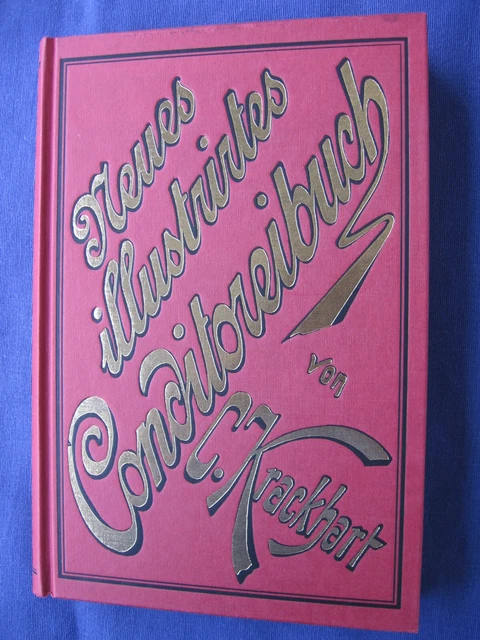 Neues
illustrirtes
Conditoreibuch
von
C. Krackhart